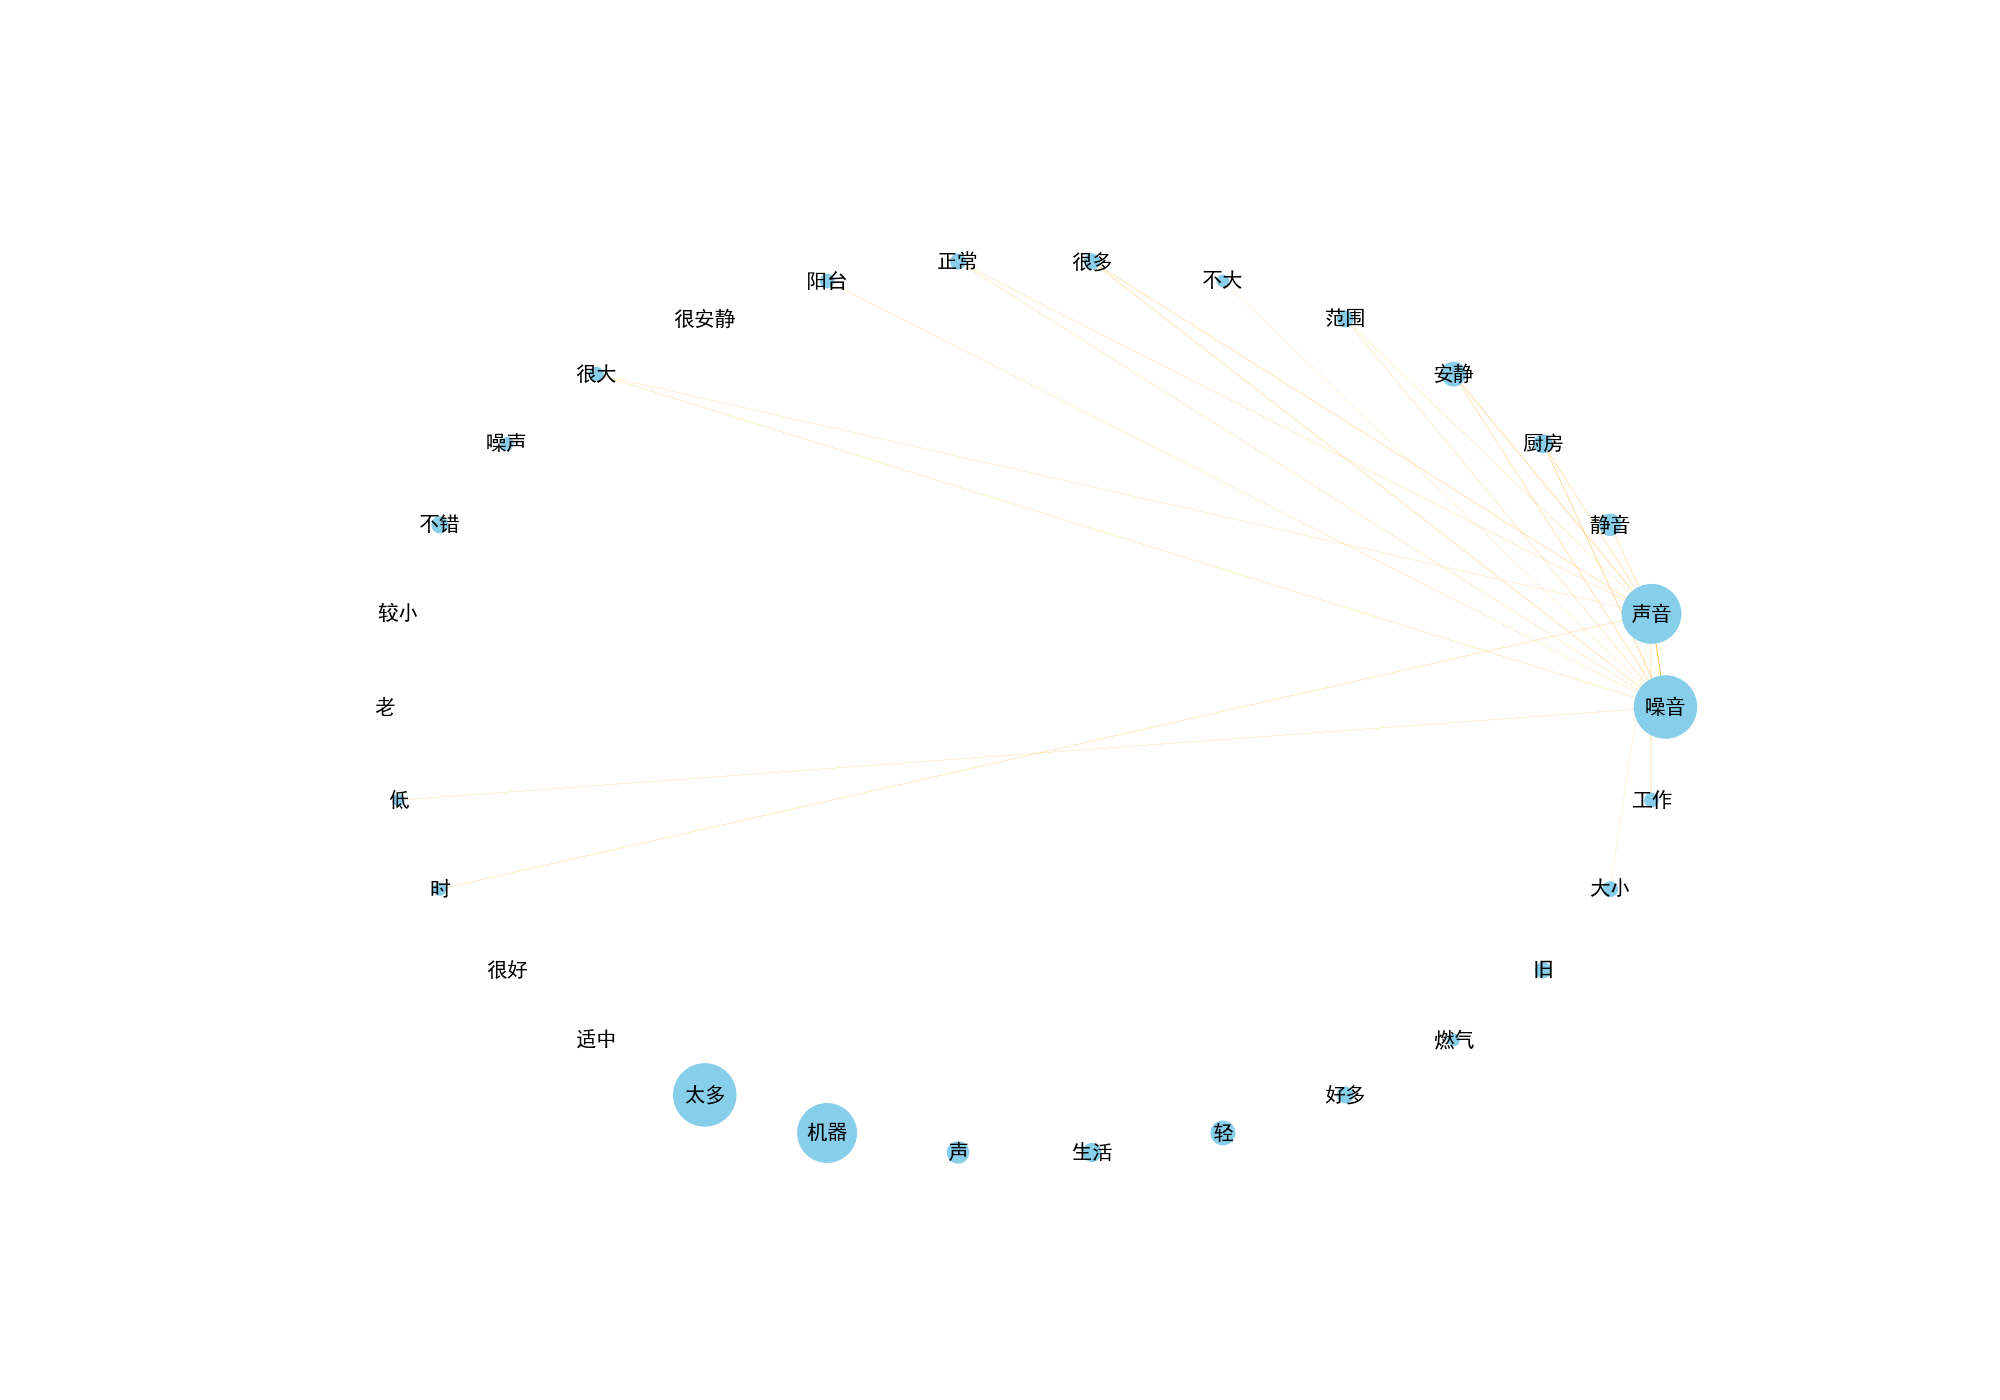 正常
很多
阳台
不大
很安静
范围
很大
安静
噪声
厨房
不错
静音
较小
声音
老
噪音
低
工作
时
大小
很好
旧
适中
燃气
太多
好多
机器
轻
声
生活